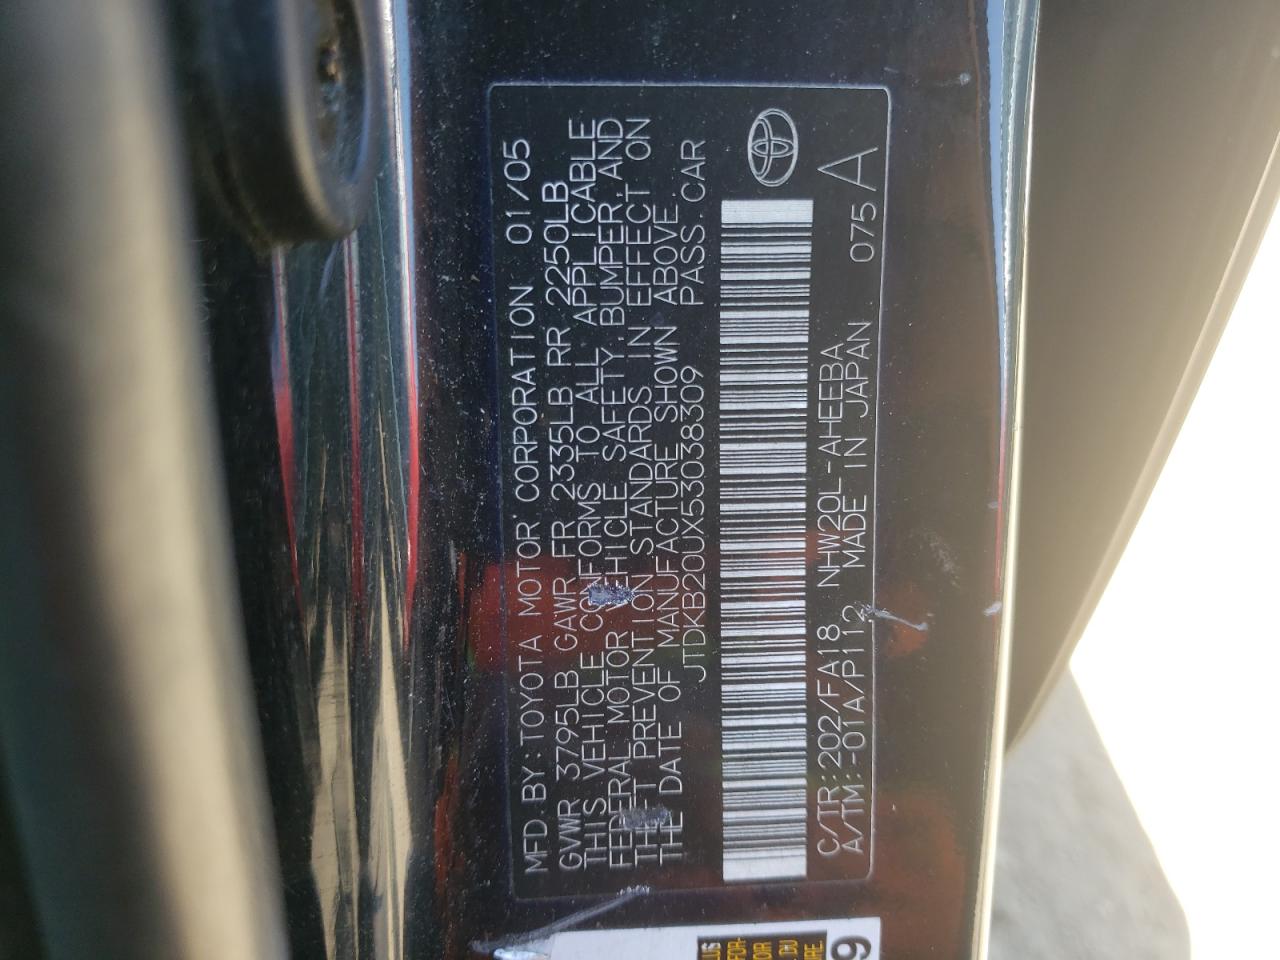 MFD. BY: TOYOTA MOTOR CORPORATION 01/05
GVWR 3795LB GAWR FR 2335LB RR 2250LB
THIS VEHICLE CONFORMS TO ALL APPLICABLE
FEDERAL MOTOR VEHICLE SAFETY, BUMPER, AND
THEFT PREVENTION STANDARDS IN EFFECT ON
THE DATE OF MANUFACTURE SHOWN ABOVE.
JTDKB20UX53038309 PASS. CAR
C/TR: 202/FA18 NHW20L-AHEEBA
A/TM: -01A/P112 MADE IN JAPAN 075 A
9